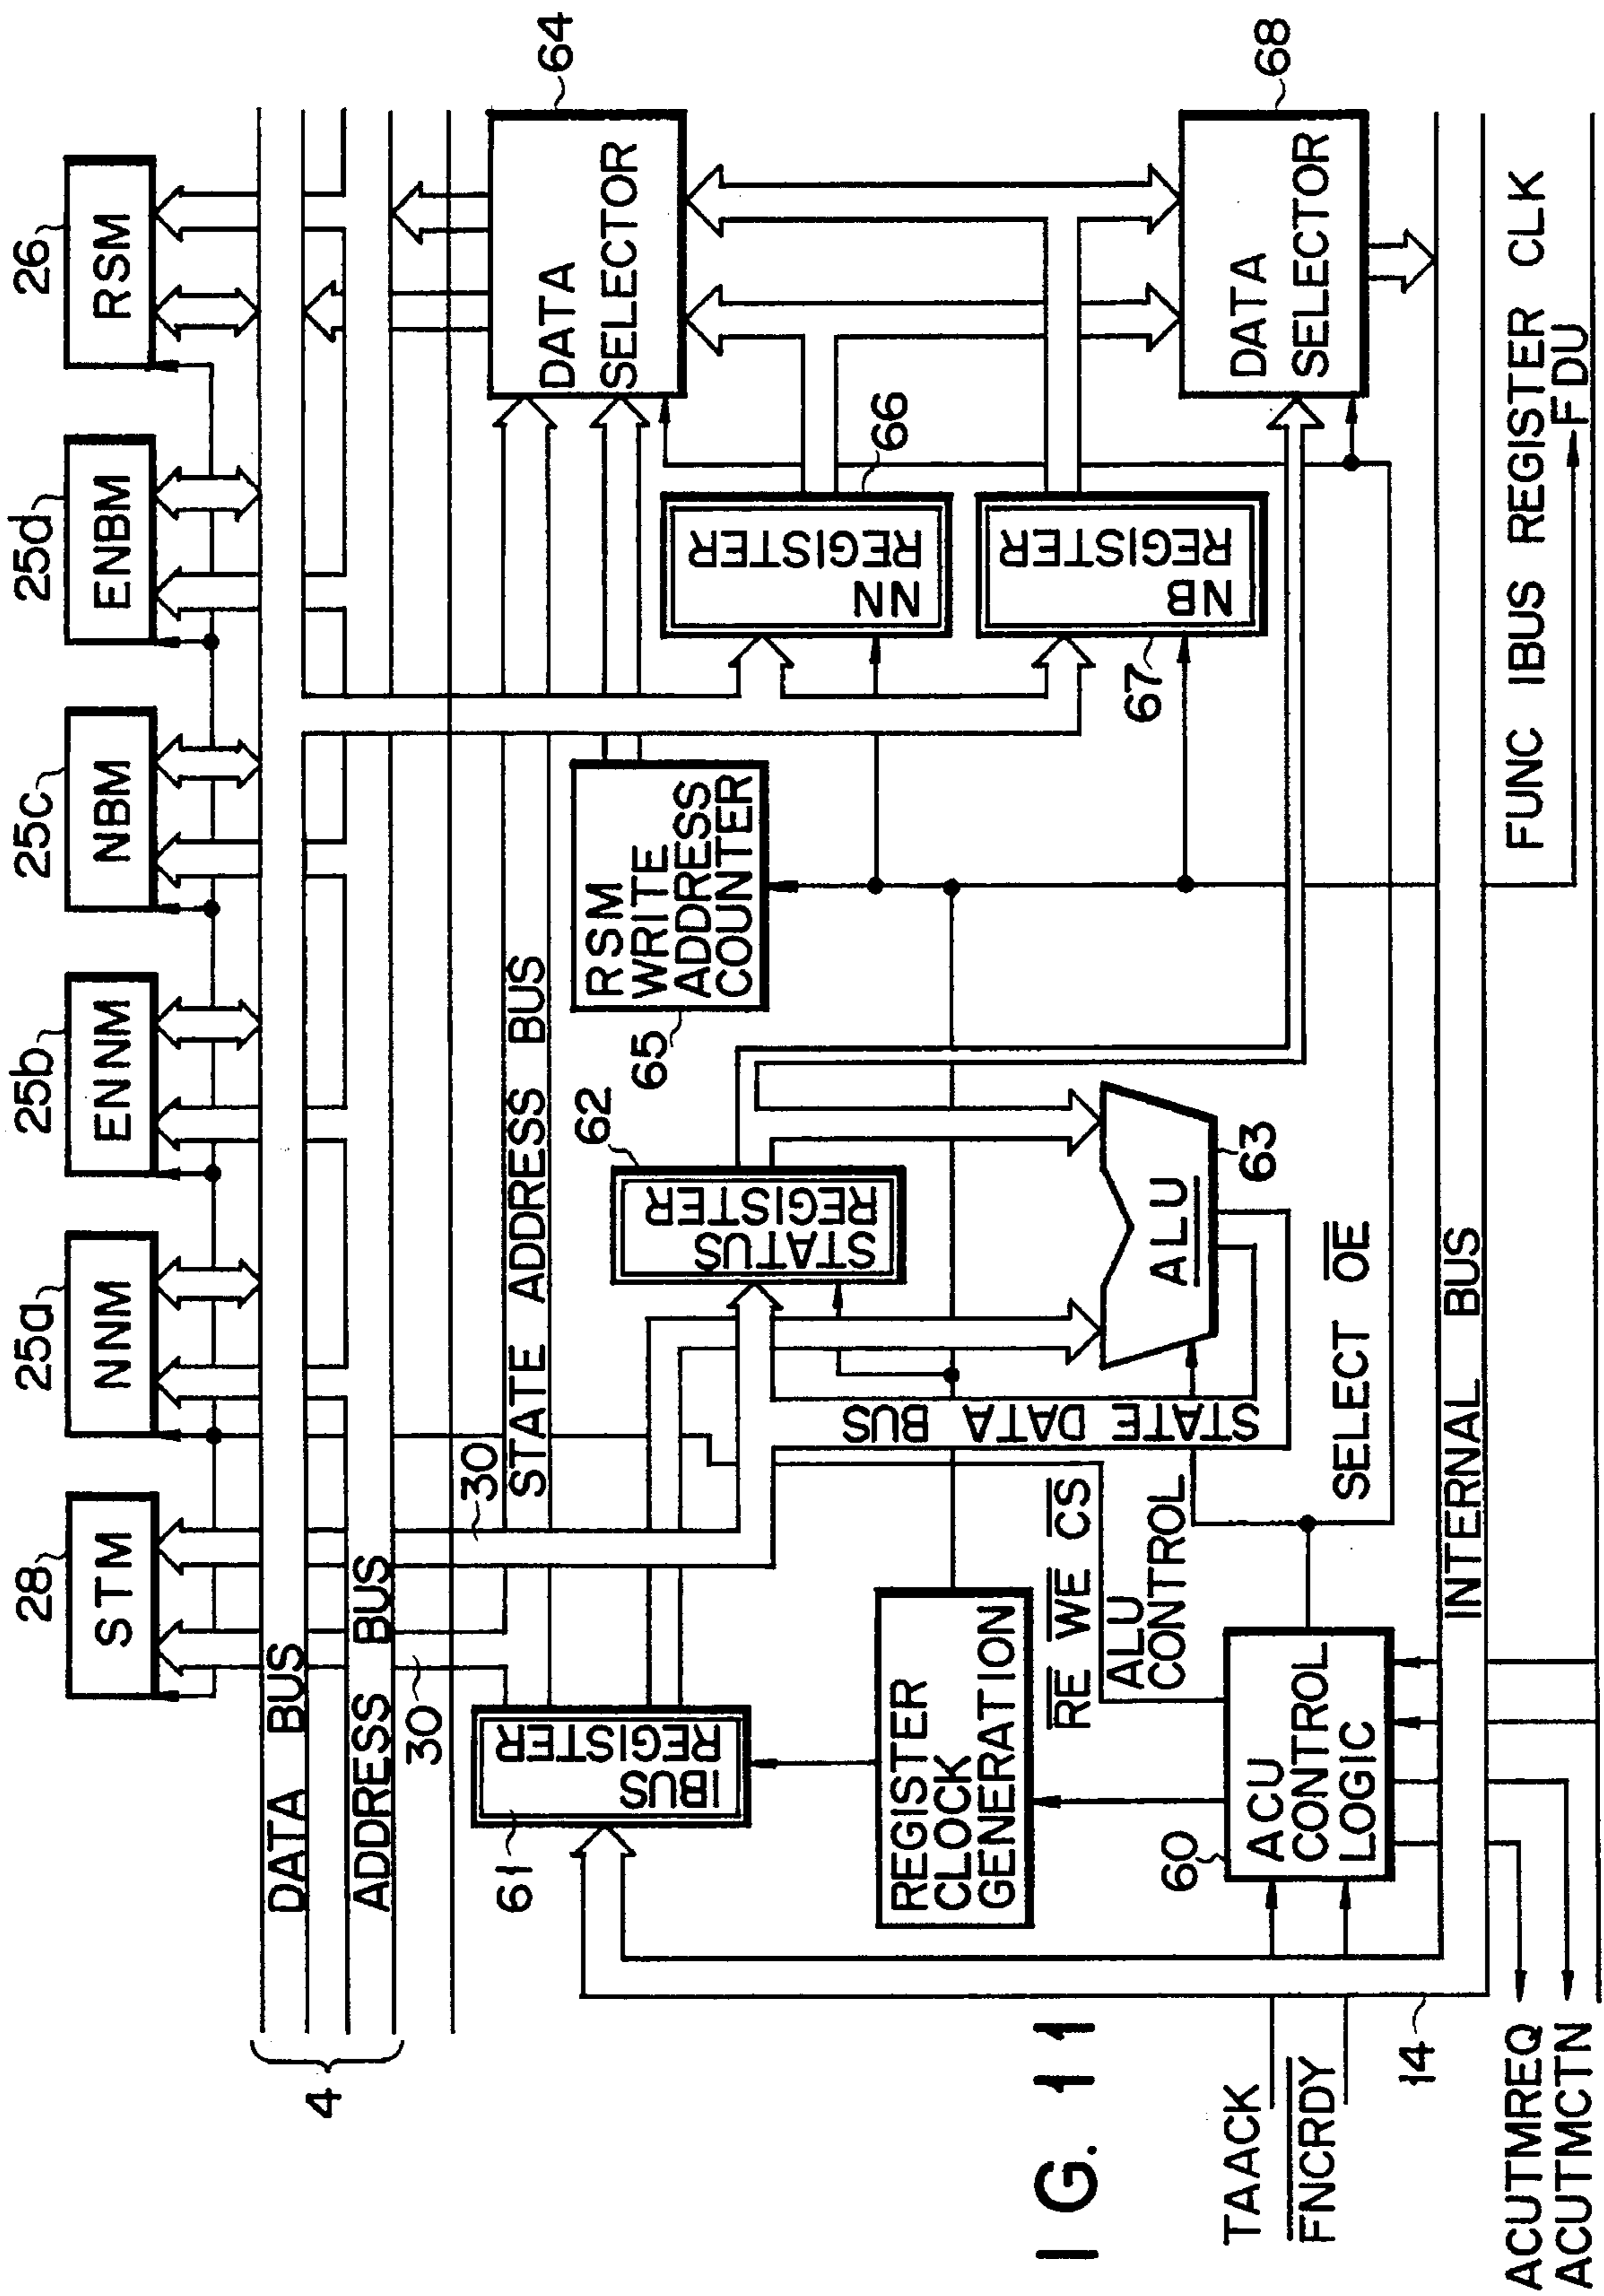 28
STM
25a
NNM
25b
ENNM
25c
NBM
25d
ENBM
26
RSM
DATA BUS
ADDRESS BUS
4
30
30
STATE ADDRESS BUS
64
DATA
SELECTOR
61
IBUS
REGISTER
62
STATUS
REGISTER
65
RSM
WRITE
ADDRESS
COUNTER
66
NN
REGISTER
67
NB
REGISTER
68
DATA
SELECTOR
STATE DATA BUS
63
ALU
REGISTER
CLOCK
GENERATION
RE WE CS
ALU
CONTROL
SELECT OE
60
ACU
CONTROL
LOGIC
INTERNAL BUS
14
TAACK
FNCRDY
ACUTMREQ
ACUTMCTN
FUNC IBUS REGISTER CLK
FDU
IG. 11